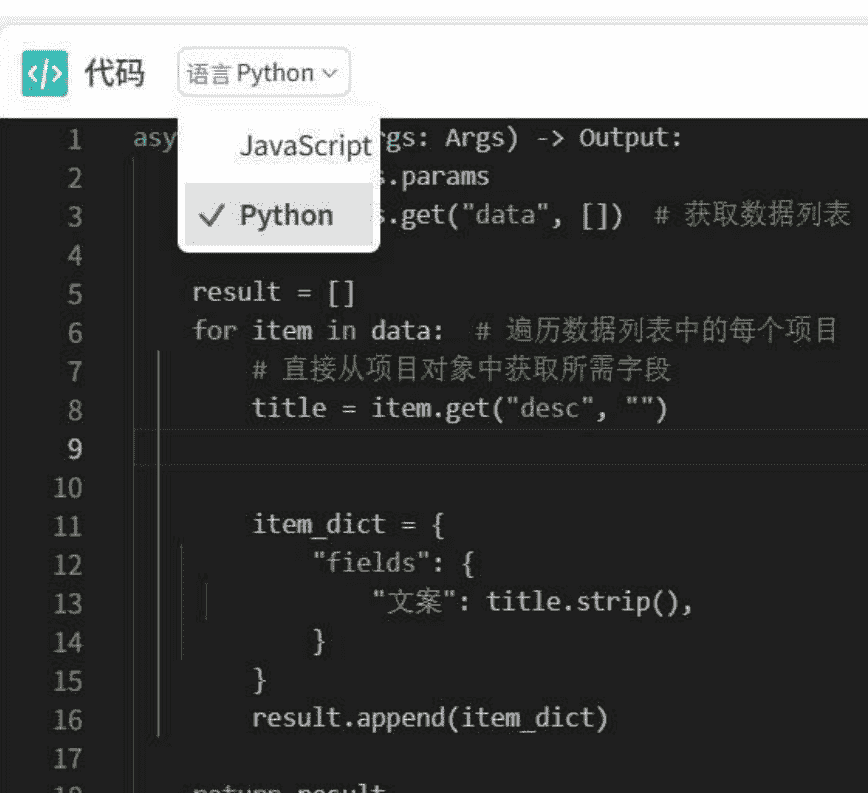 </> 代码 语言 Python
JavaScript
✓ Python
1 asy rgs: Args) -> Output:
2 s.params
3 s.get("data", []) # 获取数据列表
4
5 result = []
6 for item in data: # 遍历数据列表中的每个项目
7 # 直接从项目对象中获取所需字段
8 title = item.get("desc", "")
9
10
11 item_dict = {
12 "fields": {
13 "文案": title.strip(),
14 }
15 }
16 result.append(item_dict)
17
18 return result